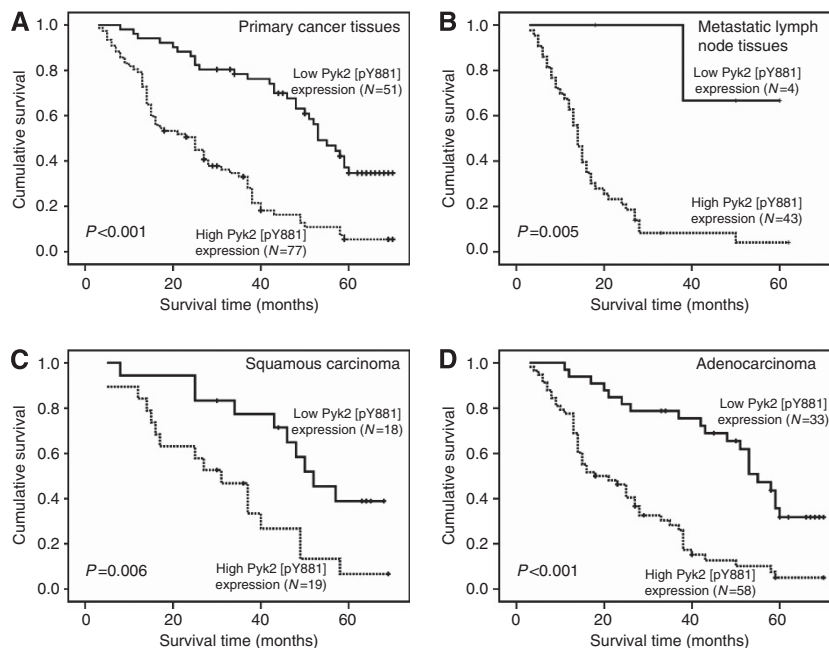 A
Primary cancer tissues
Cumulative survival
1.0
0.8
0.6
0.4
0.2
0.0
Low Pyk2 [pY881]
expression (N=51)
P<0.001
High Pyk2 [pY881]
expression (N=77)
0 20 40 60
Survival time (months)
B
Metastatic lymph
node tissues
Cumulative survival
1.0
0.8
0.6
0.4
0.2
0.0
Low Pyk2 [pY881]
expression (N=4)
High Pyk2 [pY881]
expression (N=43)
P=0.005
0 20 40 60
Survival time (months)
C
Squamous carcinoma
Cumulative survival
1.0
0.8
0.6
0.4
0.2
0.0
Low Pyk2 [pY881]
expression (N=18)
P=0.006
High Pyk2 [pY881]
expression (N=19)
0 20 40 60
Survival time (months)
D
Adenocarcinoma
Cumulative survival
1.0
0.8
0.6
0.4
0.2
0.0
Low Pyk2 [pY881]
expression (N=33)
P<0.001
High Pyk2 [pY881]
expression (N=58)
0 20 40 60
Survival time (months)